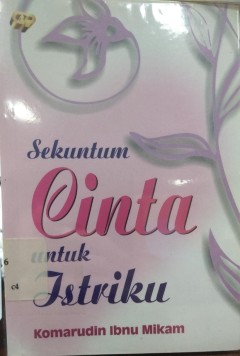 Sekuntum
Cinta
untuk
Istriku
Komarudin Ibnu Mikam